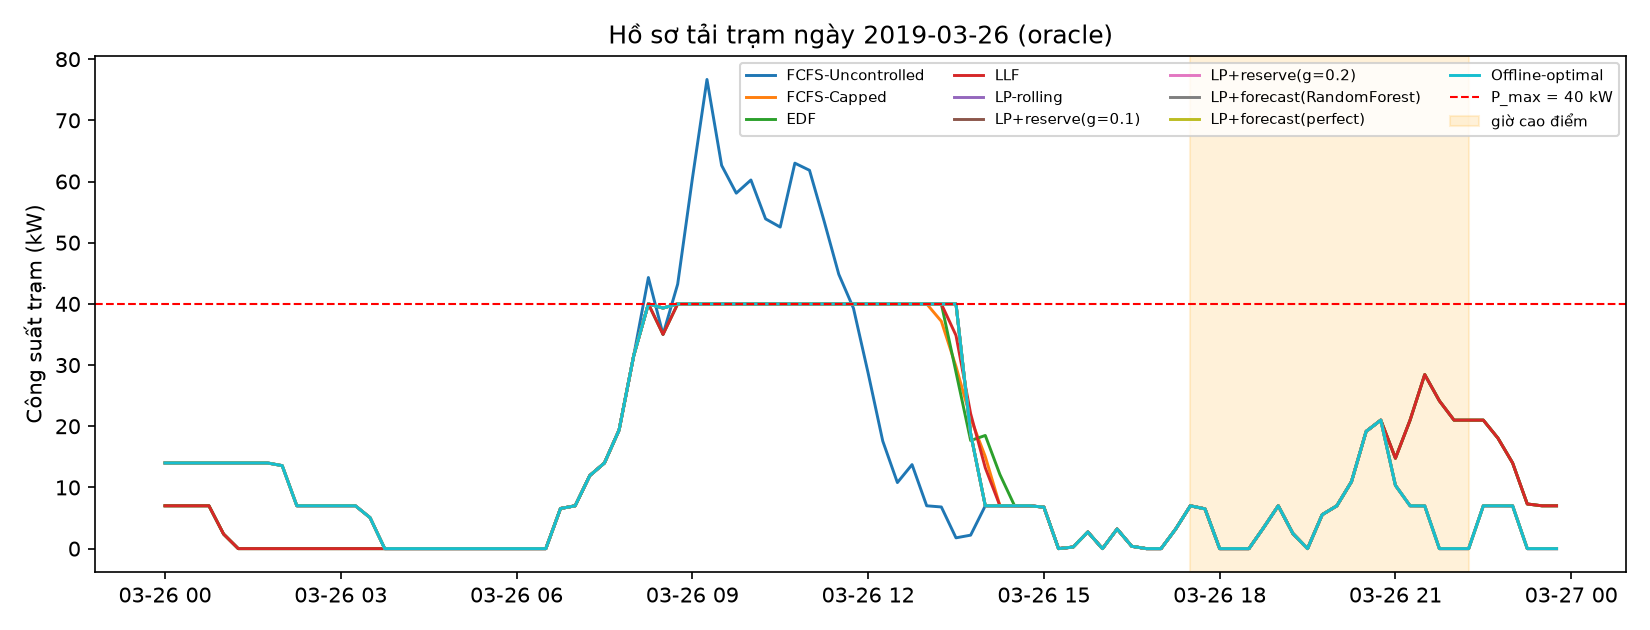 Hồ sơ tải trạm ngày 2019-03-26 (oracle)
Công suất trạm (kW)
80
70
60
50
40
30
20
10
0
FCFS-Uncontrolled
FCFS-Capped
EDF
LLF
LP-rolling
LP+reserve(g=0.1)
LP+reserve(g=0.2)
LP+forecast(RandomForest)
LP+forecast(perfect)
Offline-optimal
P_max = 40 kW
giờ cao điểm
03-26 00
03-26 03
03-26 06
03-26 09
03-26 12
03-26 15
03-26 18
03-26 21
03-27 00